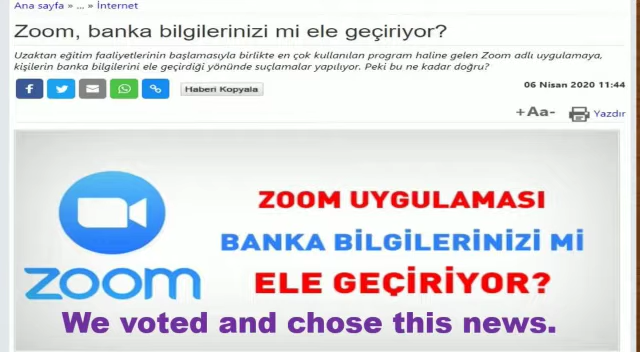 Ana sayfa » ... » İnternet
Zoom, banka bilgilerinizi mi ele geçiriyor?
Uzaktan eğitim faaliyetlerinin başlamasıyla birlikte en çok kullanılan program haline gelen Zoom adlı uygulamaya,
kişilerin banka bilgilerini ele geçirdiği yönünde suçlamalar yapılıyor. Peki bu ne kadar doğru?
Haberi Kopyala
06 Nisan 2020 11:44
+Aa- Yazdır
ZOOM UYGULAMASI
BANKA BİLGİLERİNİZİ Mİ
ELE GEÇİRİYOR?
zoom
We voted and chose this news.